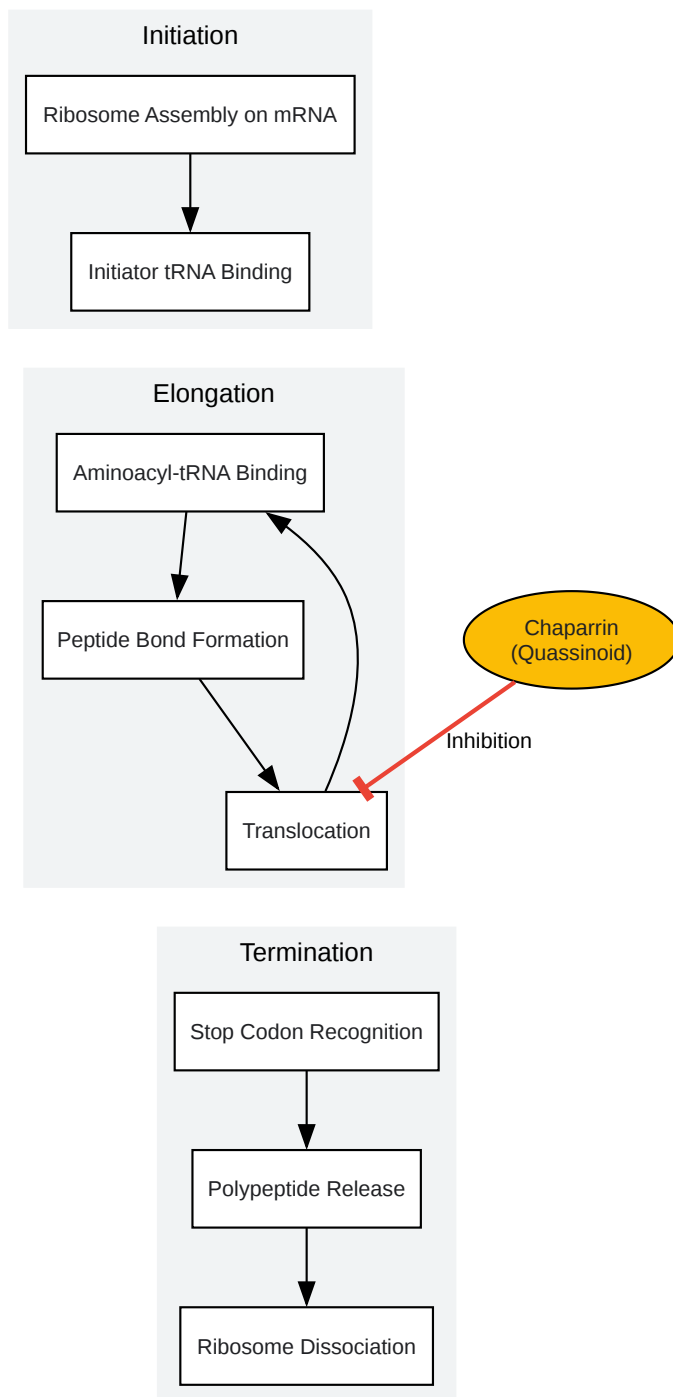 Initiation
Ribosome Assembly on mRNA
Initiator tRNA Binding
Elongation
Aminoacyl-tRNA Binding
Peptide Bond Formation
Chaparrin
(Quassinoid)
Inhibition
Translocation
Termination
Stop Codon Recognition
Polypeptide Release
Ribosome Dissociation